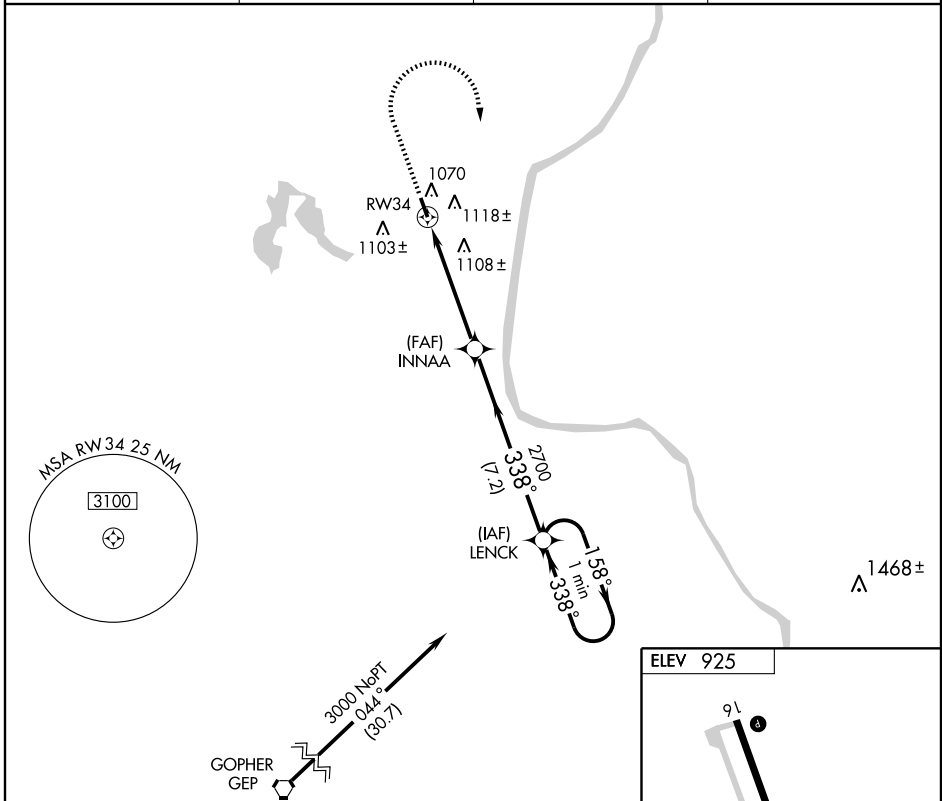 1070
RW34
1118±
1103±
1108±
(FAF)
INNAA
MSA RW34 25 NM
3100
2700
338°
(7.2)
(IAF)
LENCK
158°
1 min
338°
1468±
3000 NoPT
044°
(30.7)
GOPHER
GEP
ELEV 925
16
P